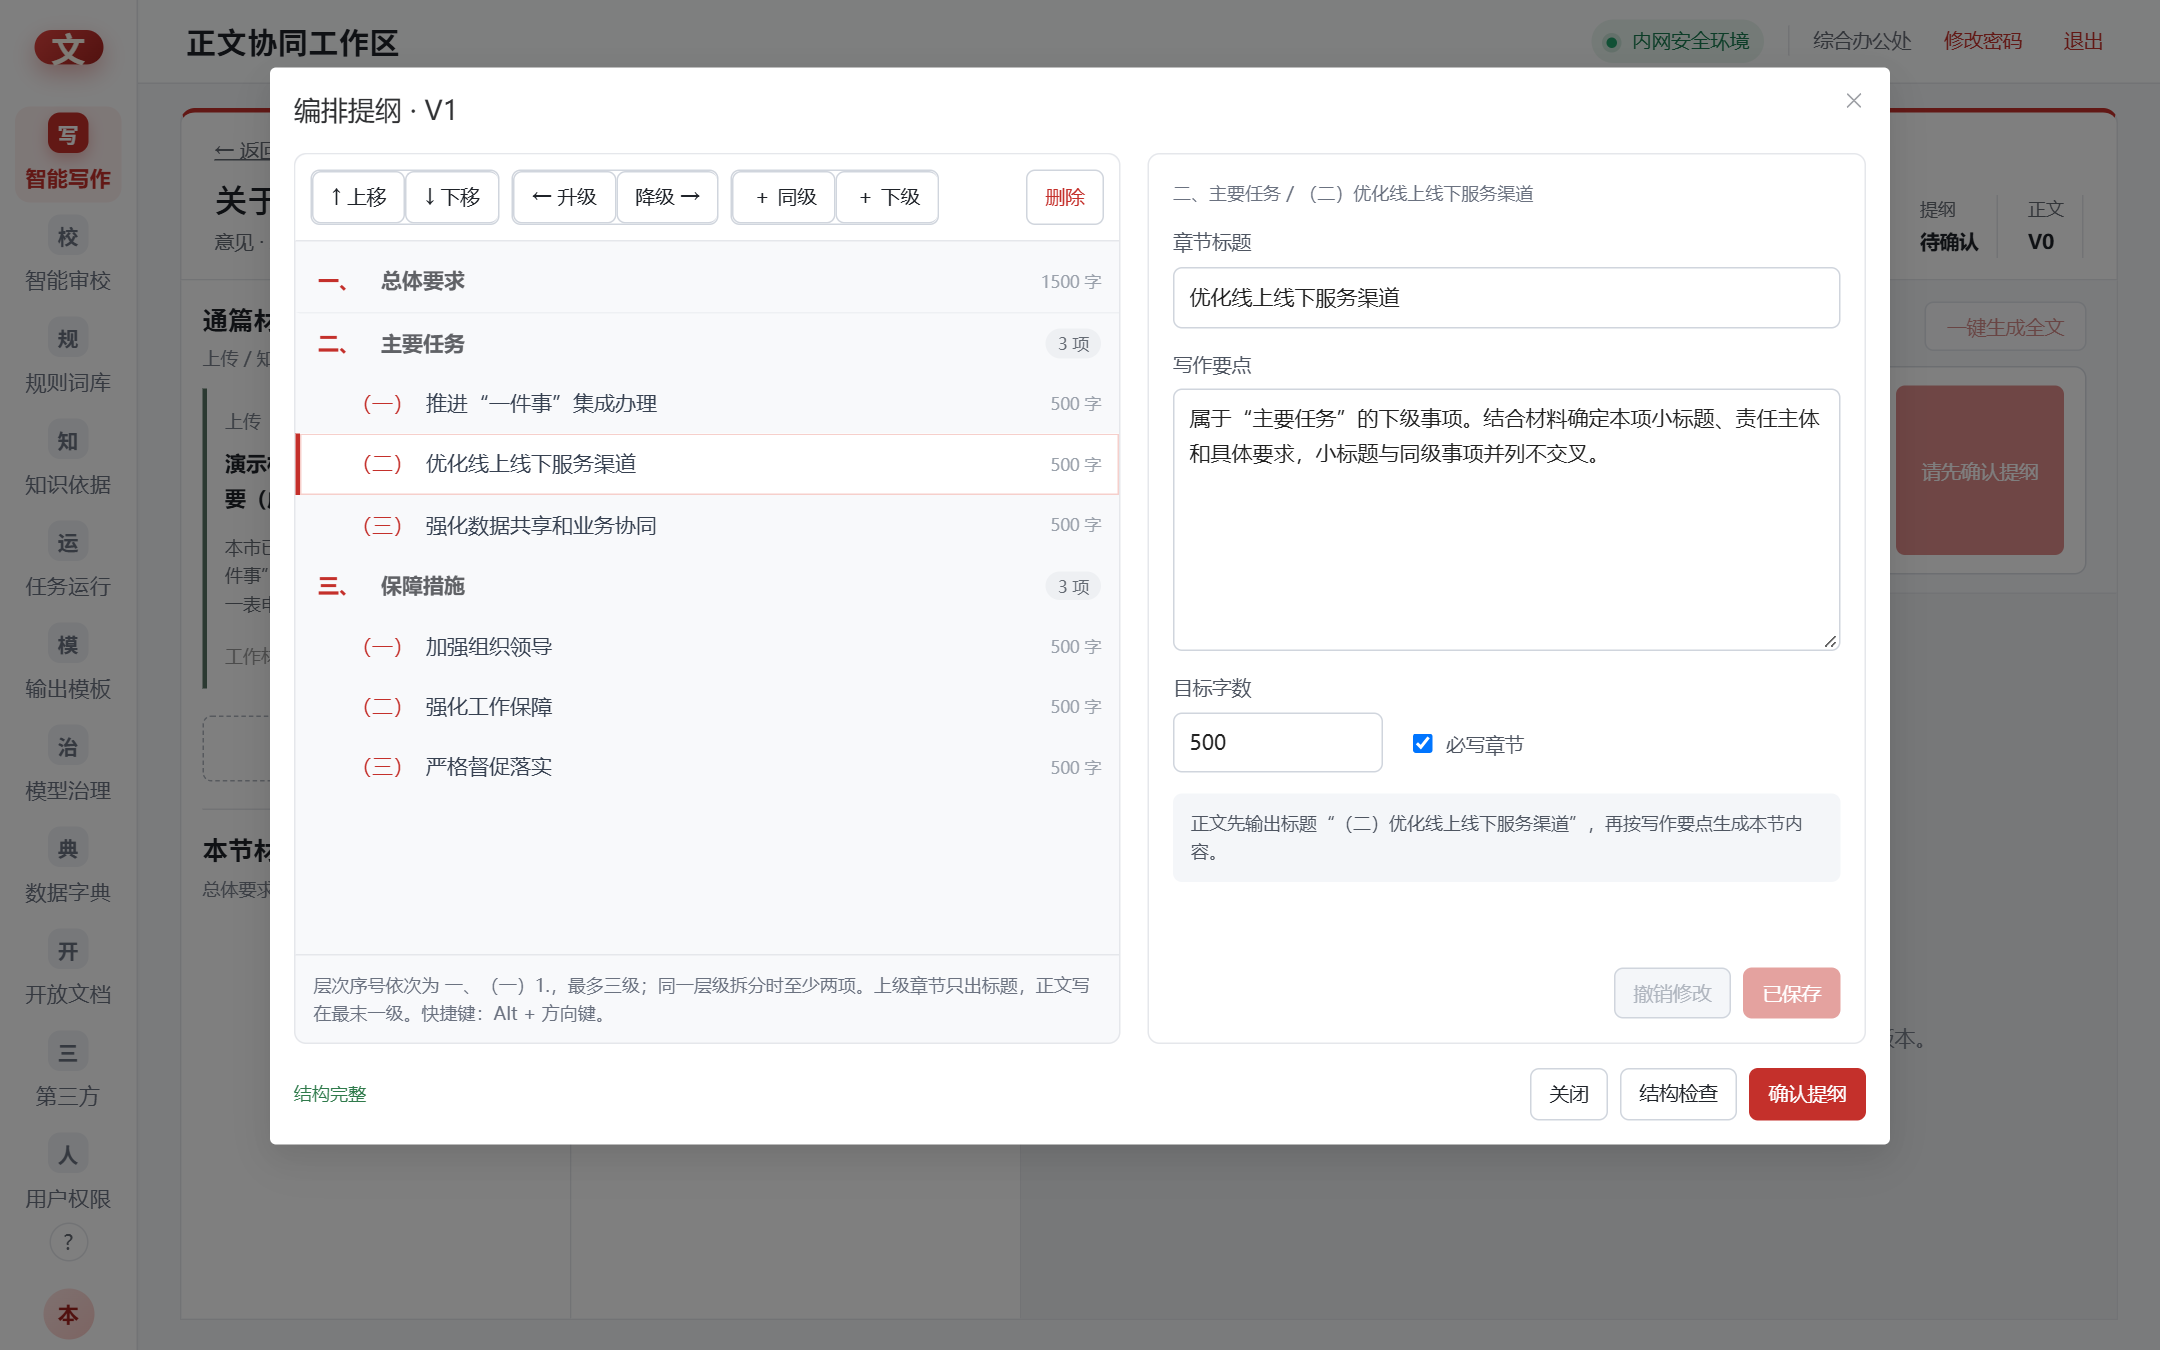 文
写
智能写作
校
智能审校
规
规则词库
知
知识依据
运
任务运行
模
输出模板
治
模型治理
典
数据字典
开
开放文档
三
第三方
人
用户权限
?
本
正文协同工作区
内网安全环境
综合办公处
修改密码
退出
← 返回
关于
意见 ·
提纲
待确认
正文
V0
通篇材
上传 / 知
上传
演示
要（
本市已
件事”
一表申
工作材
本节材
总体要求
一键生成全文
请先确认提纲
本。
编排提纲 · V1
↑ 上移
↓ 下移
← 升级
降级 →
+ 同级
+ 下级
删除
一、 总体要求 1500 字
二、 主要任务 3 项
（一） 推进“一件事”集成办理 500 字
（二） 优化线上线下服务渠道 500 字
（三） 强化数据共享和业务协同 500 字
三、 保障措施 3 项
（一） 加强组织领导 500 字
（二） 强化工作保障 500 字
（三） 严格督促落实 500 字
层次序号依次为 一、（一）1.，最多三级；同一层级拆分时至少两项。上级章节只出标题，正文写
在最末一级。快捷键：Alt + 方向键。
二、主要任务 / （二）优化线上线下服务渠道
章节标题
优化线上线下服务渠道
写作要点
属于“主要任务”的下级事项。结合材料确定本项小标题、责任主体
和具体要求，小标题与同级事项并列不交叉。
目标字数
500
必写章节
正文先输出标题“（二）优化线上线下服务渠道”，再按写作要点生成本节内
容。
撤销修改
已保存
结构完整
关闭
结构检查
确认提纲